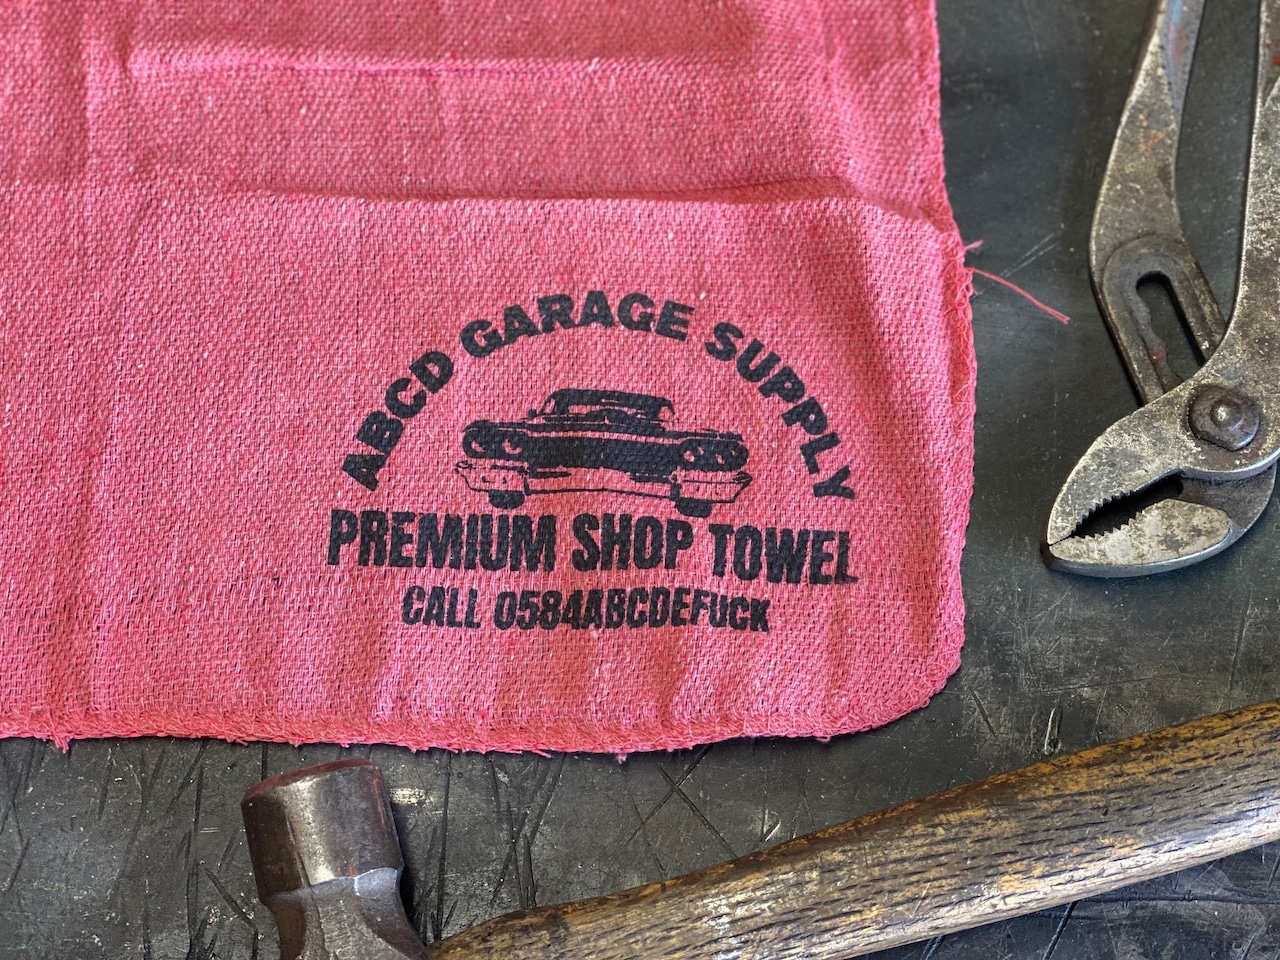 ABCD GARAGE SUPPLY
PREMIUM SHOP TOWEL
CALL 0584ABCDEFUCK